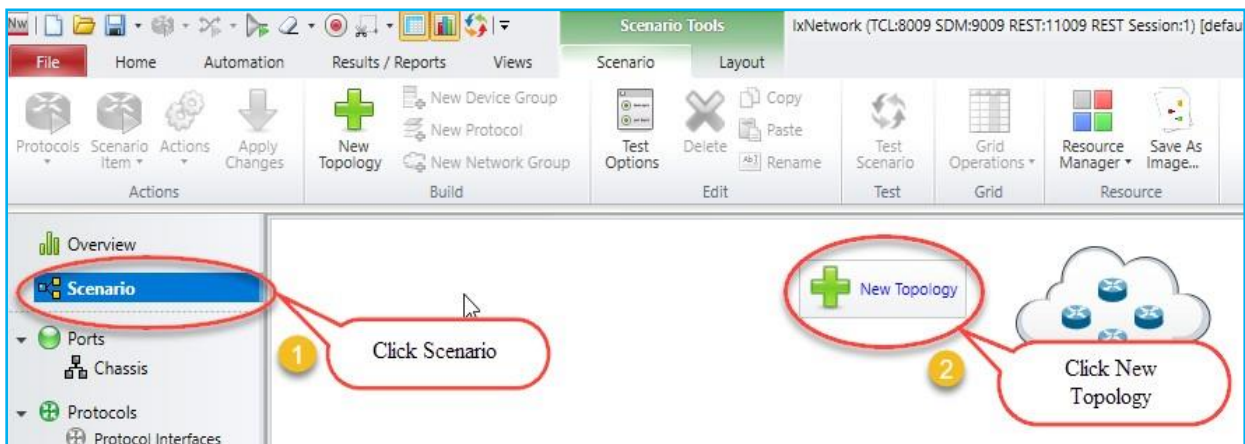 Nw
Scenario Tools
IxNetwork (TCL:8009 SDM:9009 REST:11009 REST Session:1) [defau
File Home Automation Results / Reports Views Scenario Layout
Protocols
Scenario
Item
Actions
Apply
Changes
Actions
New
Topology
New Device Group
New Protocol
New Network Group
Build
Test
Options
Delete
Copy
Paste
Rename
Edit
Test
Scenario
Test
Grid
Operations
Grid
Resource
Manager
Save As
Image...
Resource
Overview
Scenario
Ports
Chassis
Protocols
Protocol Interfaces
1
Click Scenario
New Topology
2
Click New
Topology